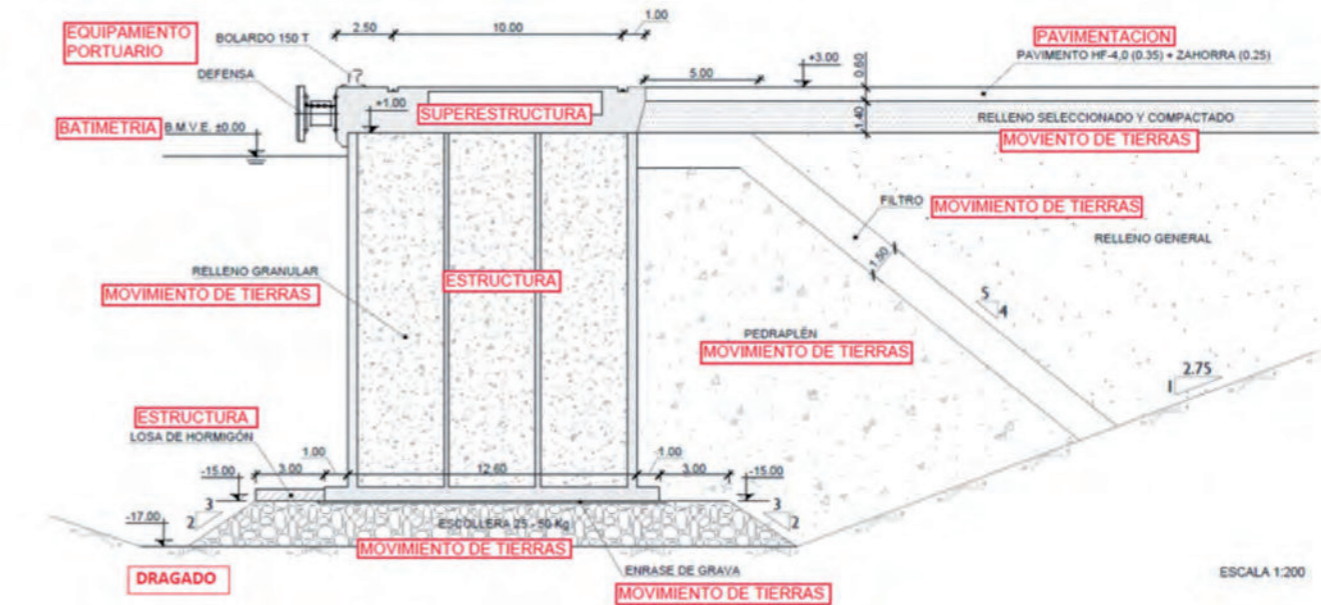 EQUIPAMIENTO
PORTUARIO
BOLARDO 150 T
DEFENSA
2.50
10.00
1.00
PAVIMENTACION
PAVIMENTO HF-4,0 (0.35) + ZAHORRA (0.25)
+3.00
5.00
0.60
BATIMETRIA
B.M.V.E. ±0.00
+1.00
SUPERESTRUCTURA
1.40
RELLENO SELECCIONADO Y COMPACTADO
MOVIENTO DE TIERRAS
FILTRO
MOVIMIENTO DE TIERRAS
RELLENO GENERAL
1.50
RELLENO GRANULAR
MOVIMIENTO DE TIERRAS
ESTRUCTURA
5
4
PEDRAPLÉN
MOVIMIENTO DE TIERRAS
2.75
1
ESTRUCTURA
LOSA DE HORMIGÓN
1.00
-15.00
3.00
12.60
1.00
3.00
-15.00
3
2
3
2
-17.00
ESCOLLERA 25 - 50 Kg
MOVIMIENTO DE TIERRAS
DRAGADO
ENRASE DE GRAVA
MOVIMIENTO DE TIERRAS
ESCALA 1:200